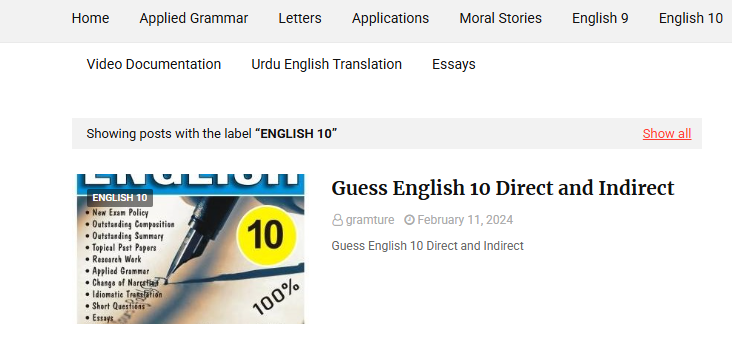 Home Applied Grammar Letters Applications Moral Stories English 9 English 10
Video Documentation Urdu English Translation Essays
Showing posts with the label “ENGLISH 10” Show all
ENGLISH
ENGLISH 10
• New Exam Policy
• Outstanding Composition
• Outstanding Summary
• Topical Past Papers
• Research Work
• Applied Grammar
• Change of Narration
• Idiomatic Translation
• Short Questions
• Essays
10
100%
Guess English 10 Direct and Indirect
gramture February 11, 2024
Guess English 10 Direct and Indirect